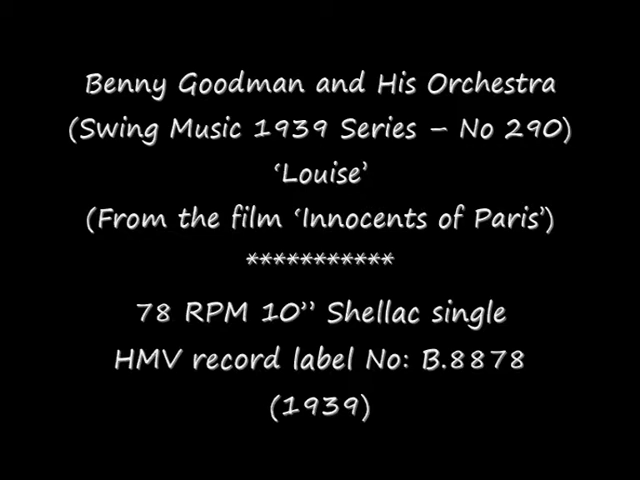 Benny Goodman and His Orchestra
(Swing Music 1939 Series – No 290)
‘Louise’
(From the film ‘Innocents of Paris’)
***********
78 RPM 10” Shellac single
HMV record label No: B.8878
(1939)